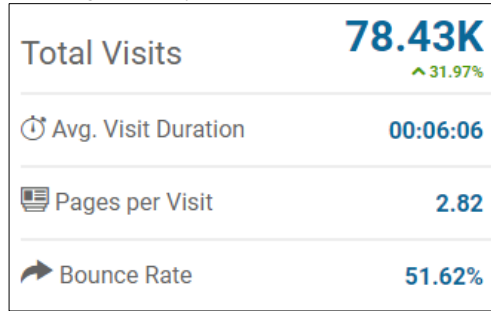 Total Visits 78.43K
31.97%
Avg. Visit Duration 00:06:06
Pages per Visit 2.82
Bounce Rate 51.62%